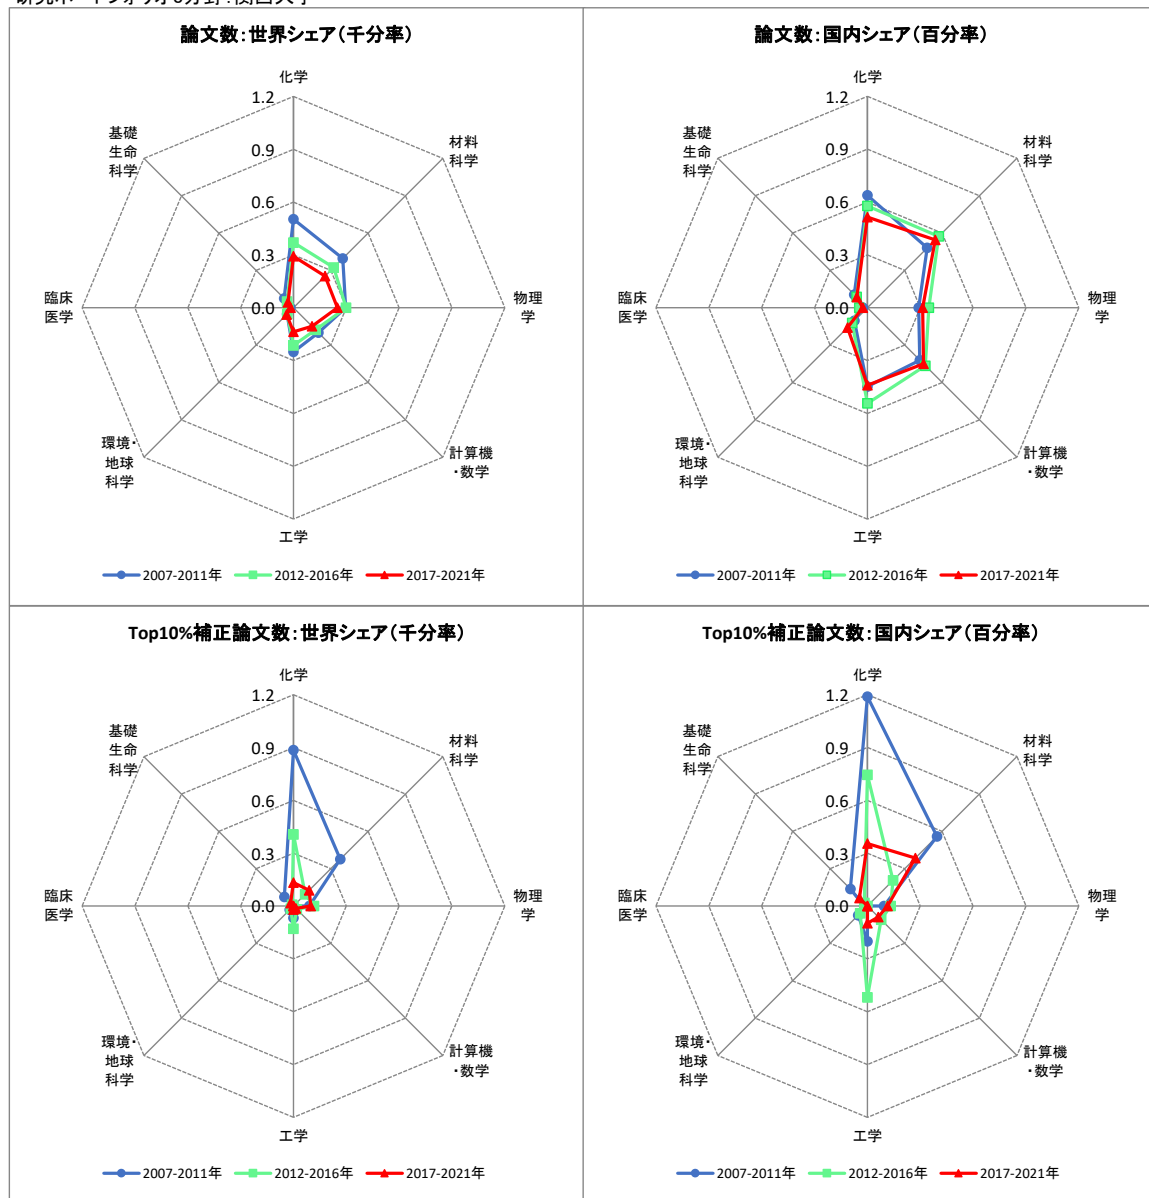 論文数：世界シェア（千分率）
化学
1.2
0.9
0.6
0.3
0.0
材料
科学
物理
学
計算機
・数学
工学
環境・
地球
科学
臨床
医学
基礎
生命
科学
2007-2011年 2012-2016年 2017-2021年
論文数：国内シェア（百分率）
化学
1.2
0.9
0.6
0.3
0.0
材料
科学
物理
学
計算機
・数学
工学
環境・
地球
科学
臨床
医学
基礎
生命
科学
2007-2011年 2012-2016年 2017-2021年
Top10%補正論文数：世界シェア（千分率）
化学
1.2
0.9
0.6
0.3
0.0
材料
科学
物理
学
計算機
・数学
工学
環境・
地球
科学
臨床
医学
基礎
生命
科学
2007-2011年 2012-2016年 2017-2021年
Top10%補正論文数：国内シェア（百分率）
化学
1.2
0.9
0.6
0.3
0.0
材料
科学
物理
学
計算機
・数学
工学
環境・
地球
科学
臨床
医学
基礎
生命
科学
2007-2011年 2012-2016年 2017-2021年